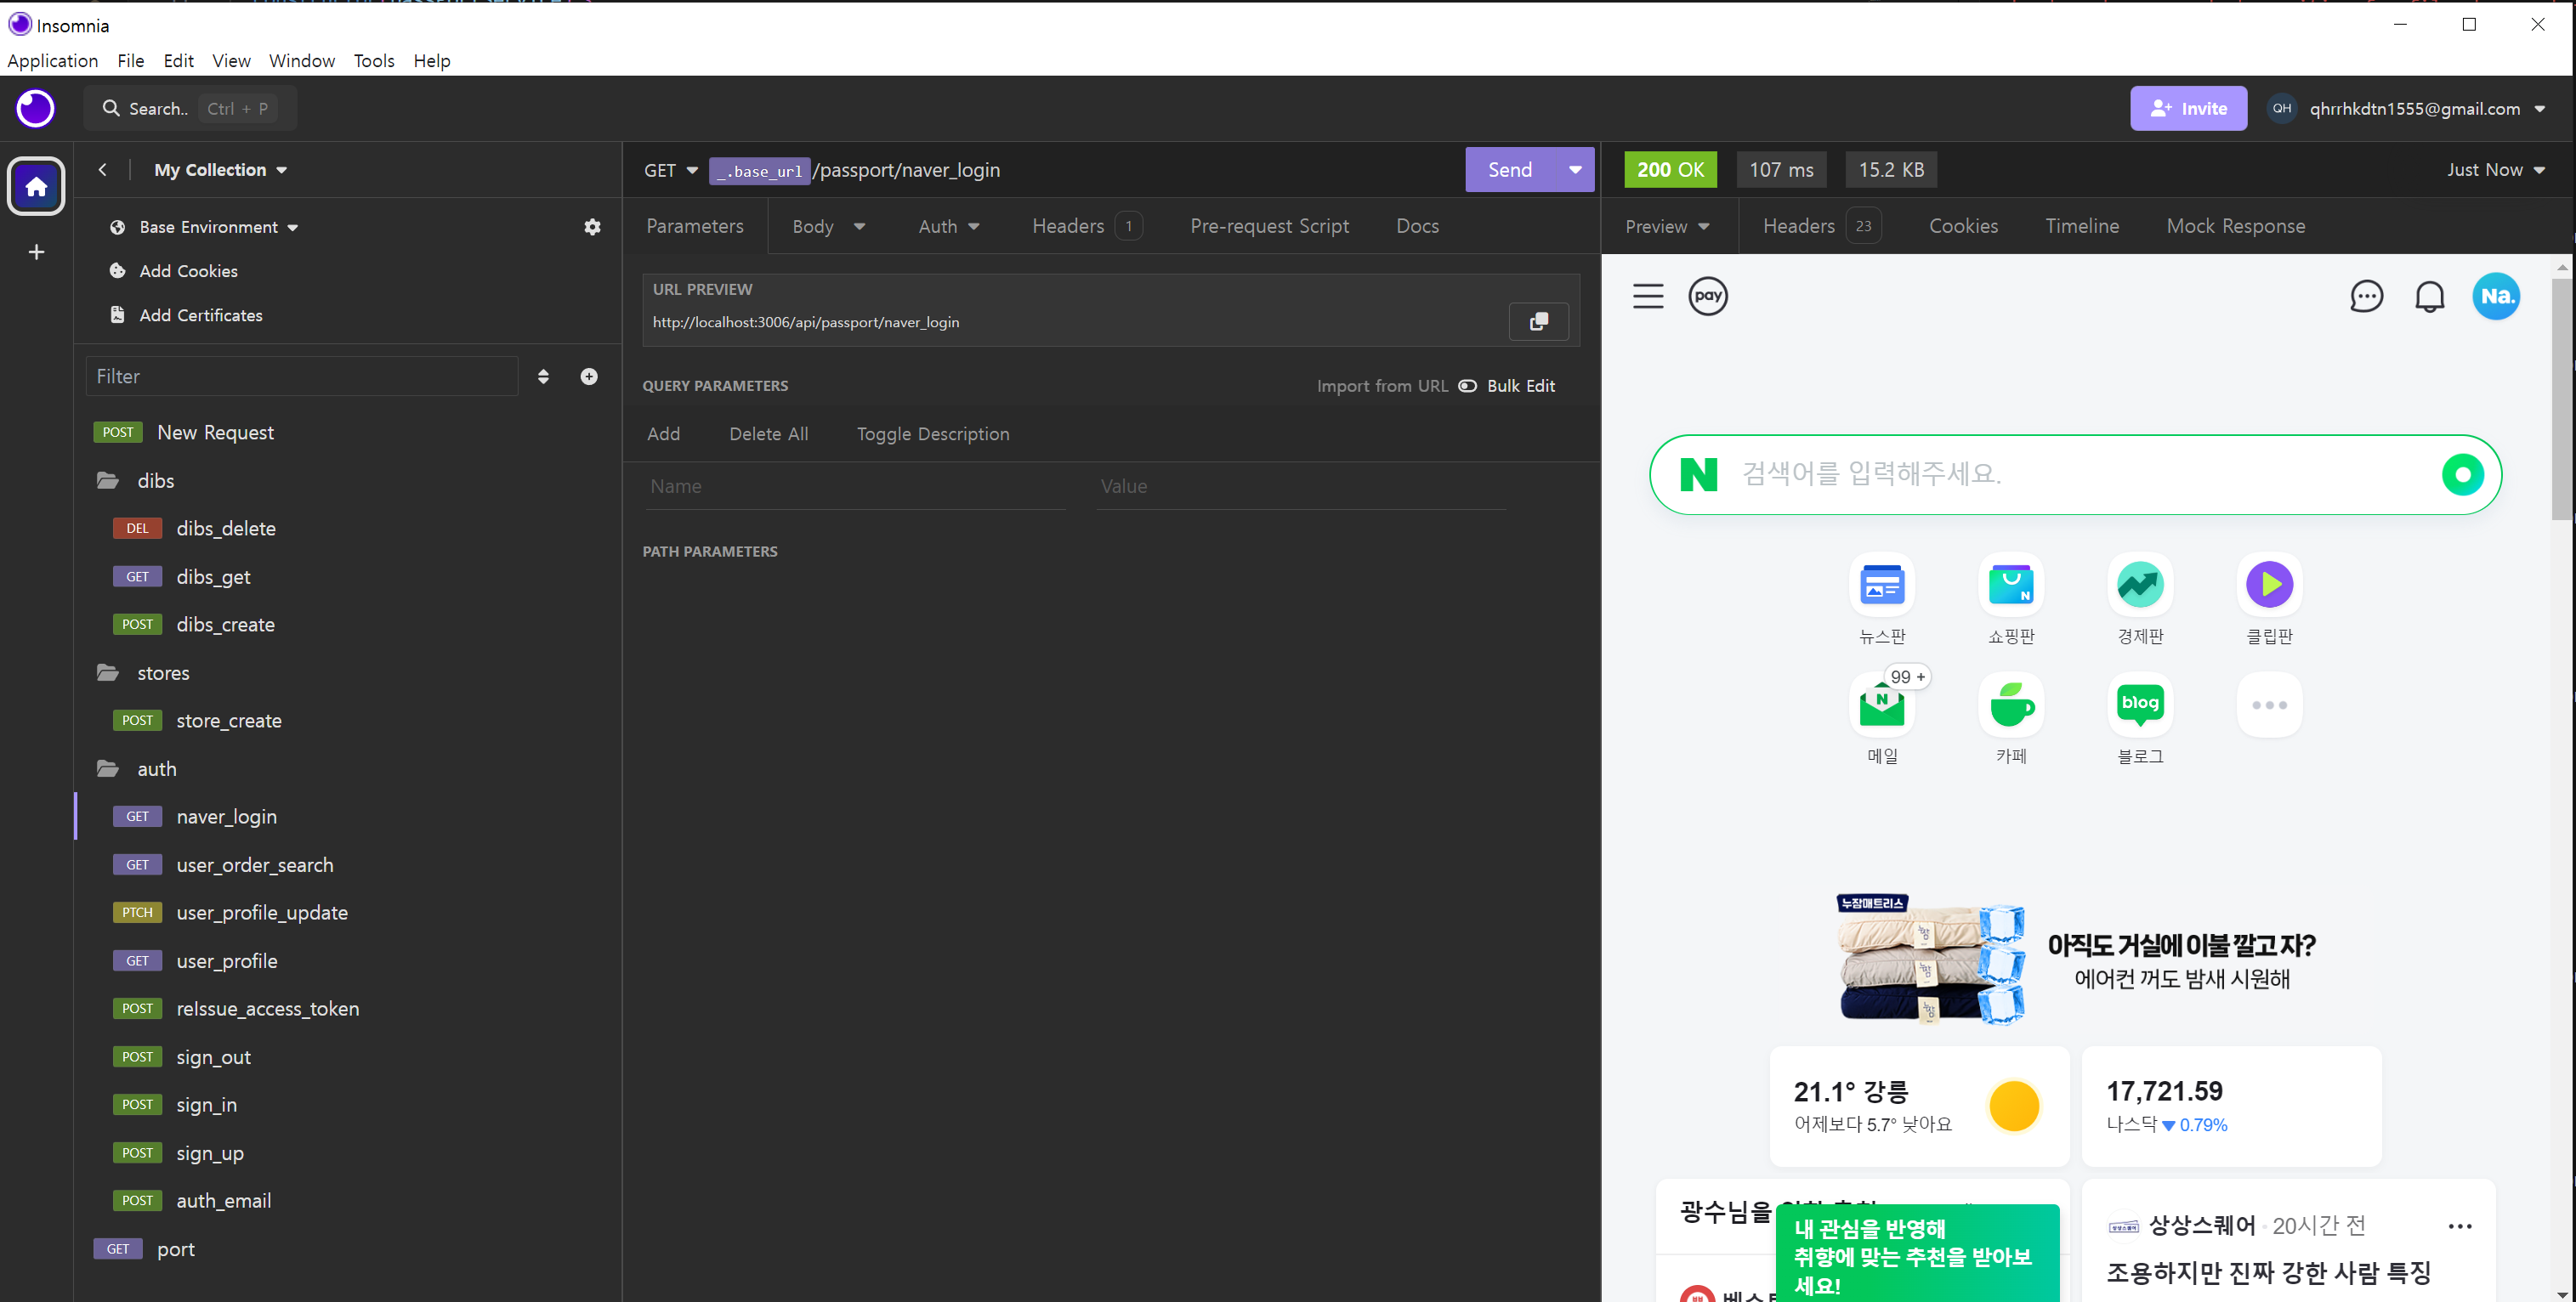 Insomnia
Application File Edit View Window Tools Help
Search.. Ctrl + P
Invite
QH qhrrhkdtn1555@gmail.com
My Collection
GET _.base_url/passport/naver_login
Send
200 OK 107 ms 15.2 KB
Just Now
Base Environment
Add Cookies
Add Certificates
Filter
POST New Request
dibs
DEL dibs_delete
GET dibs_get
POST dibs_create
stores
POST store_create
auth
GET naver_login
GET user_order_search
PTCH user_profile_update
GET user_profile
POST reIssue_access_token
POST sign_out
POST sign_in
POST sign_up
POST auth_email
GET port
Parameters Body Auth Headers 1 Pre-request Script Docs
URL PREVIEW
http://localhost:3006/api/passport/naver_login
QUERY PARAMETERS
Import from URL Bulk Edit
Add Delete All Toggle Description
Name Value
PATH PARAMETERS
Preview Headers 23 Cookies Timeline Mock Response
pay
Na.
N 검색어를 입력해주세요.
N
뉴스판 쇼핑판 경제판 클립판
99 +
N
blog
메일 카페 블로그
누잠매트리스
아직도 거실에 이불 깔고 자?
에어컨 꺼도 밤새 시원해
21.1° 강릉
어제보다 5.7° 낮아요
17,721.59
나스닥 ▼ 0.79%
광수님을
내 관심을 반영해
취향에 맞는 추천을 받아보
세요!
상상스퀘어 20시간 전
조용하지만 진짜 강한 사람 특징